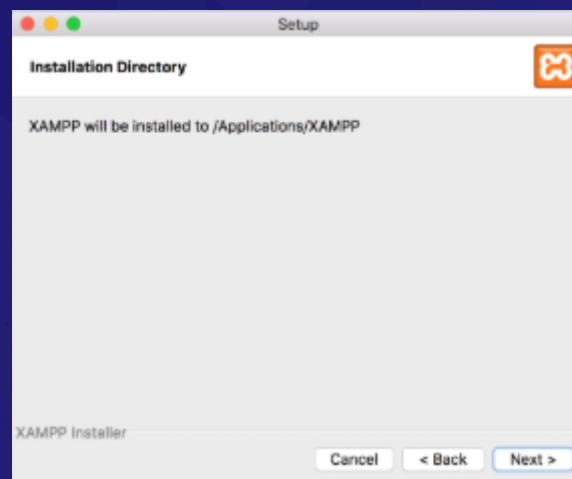 Setup
Installation Directory
XAMPP will be installed to /Applications/XAMPP
XAMPP Installer
Cancel
< Back
Next >